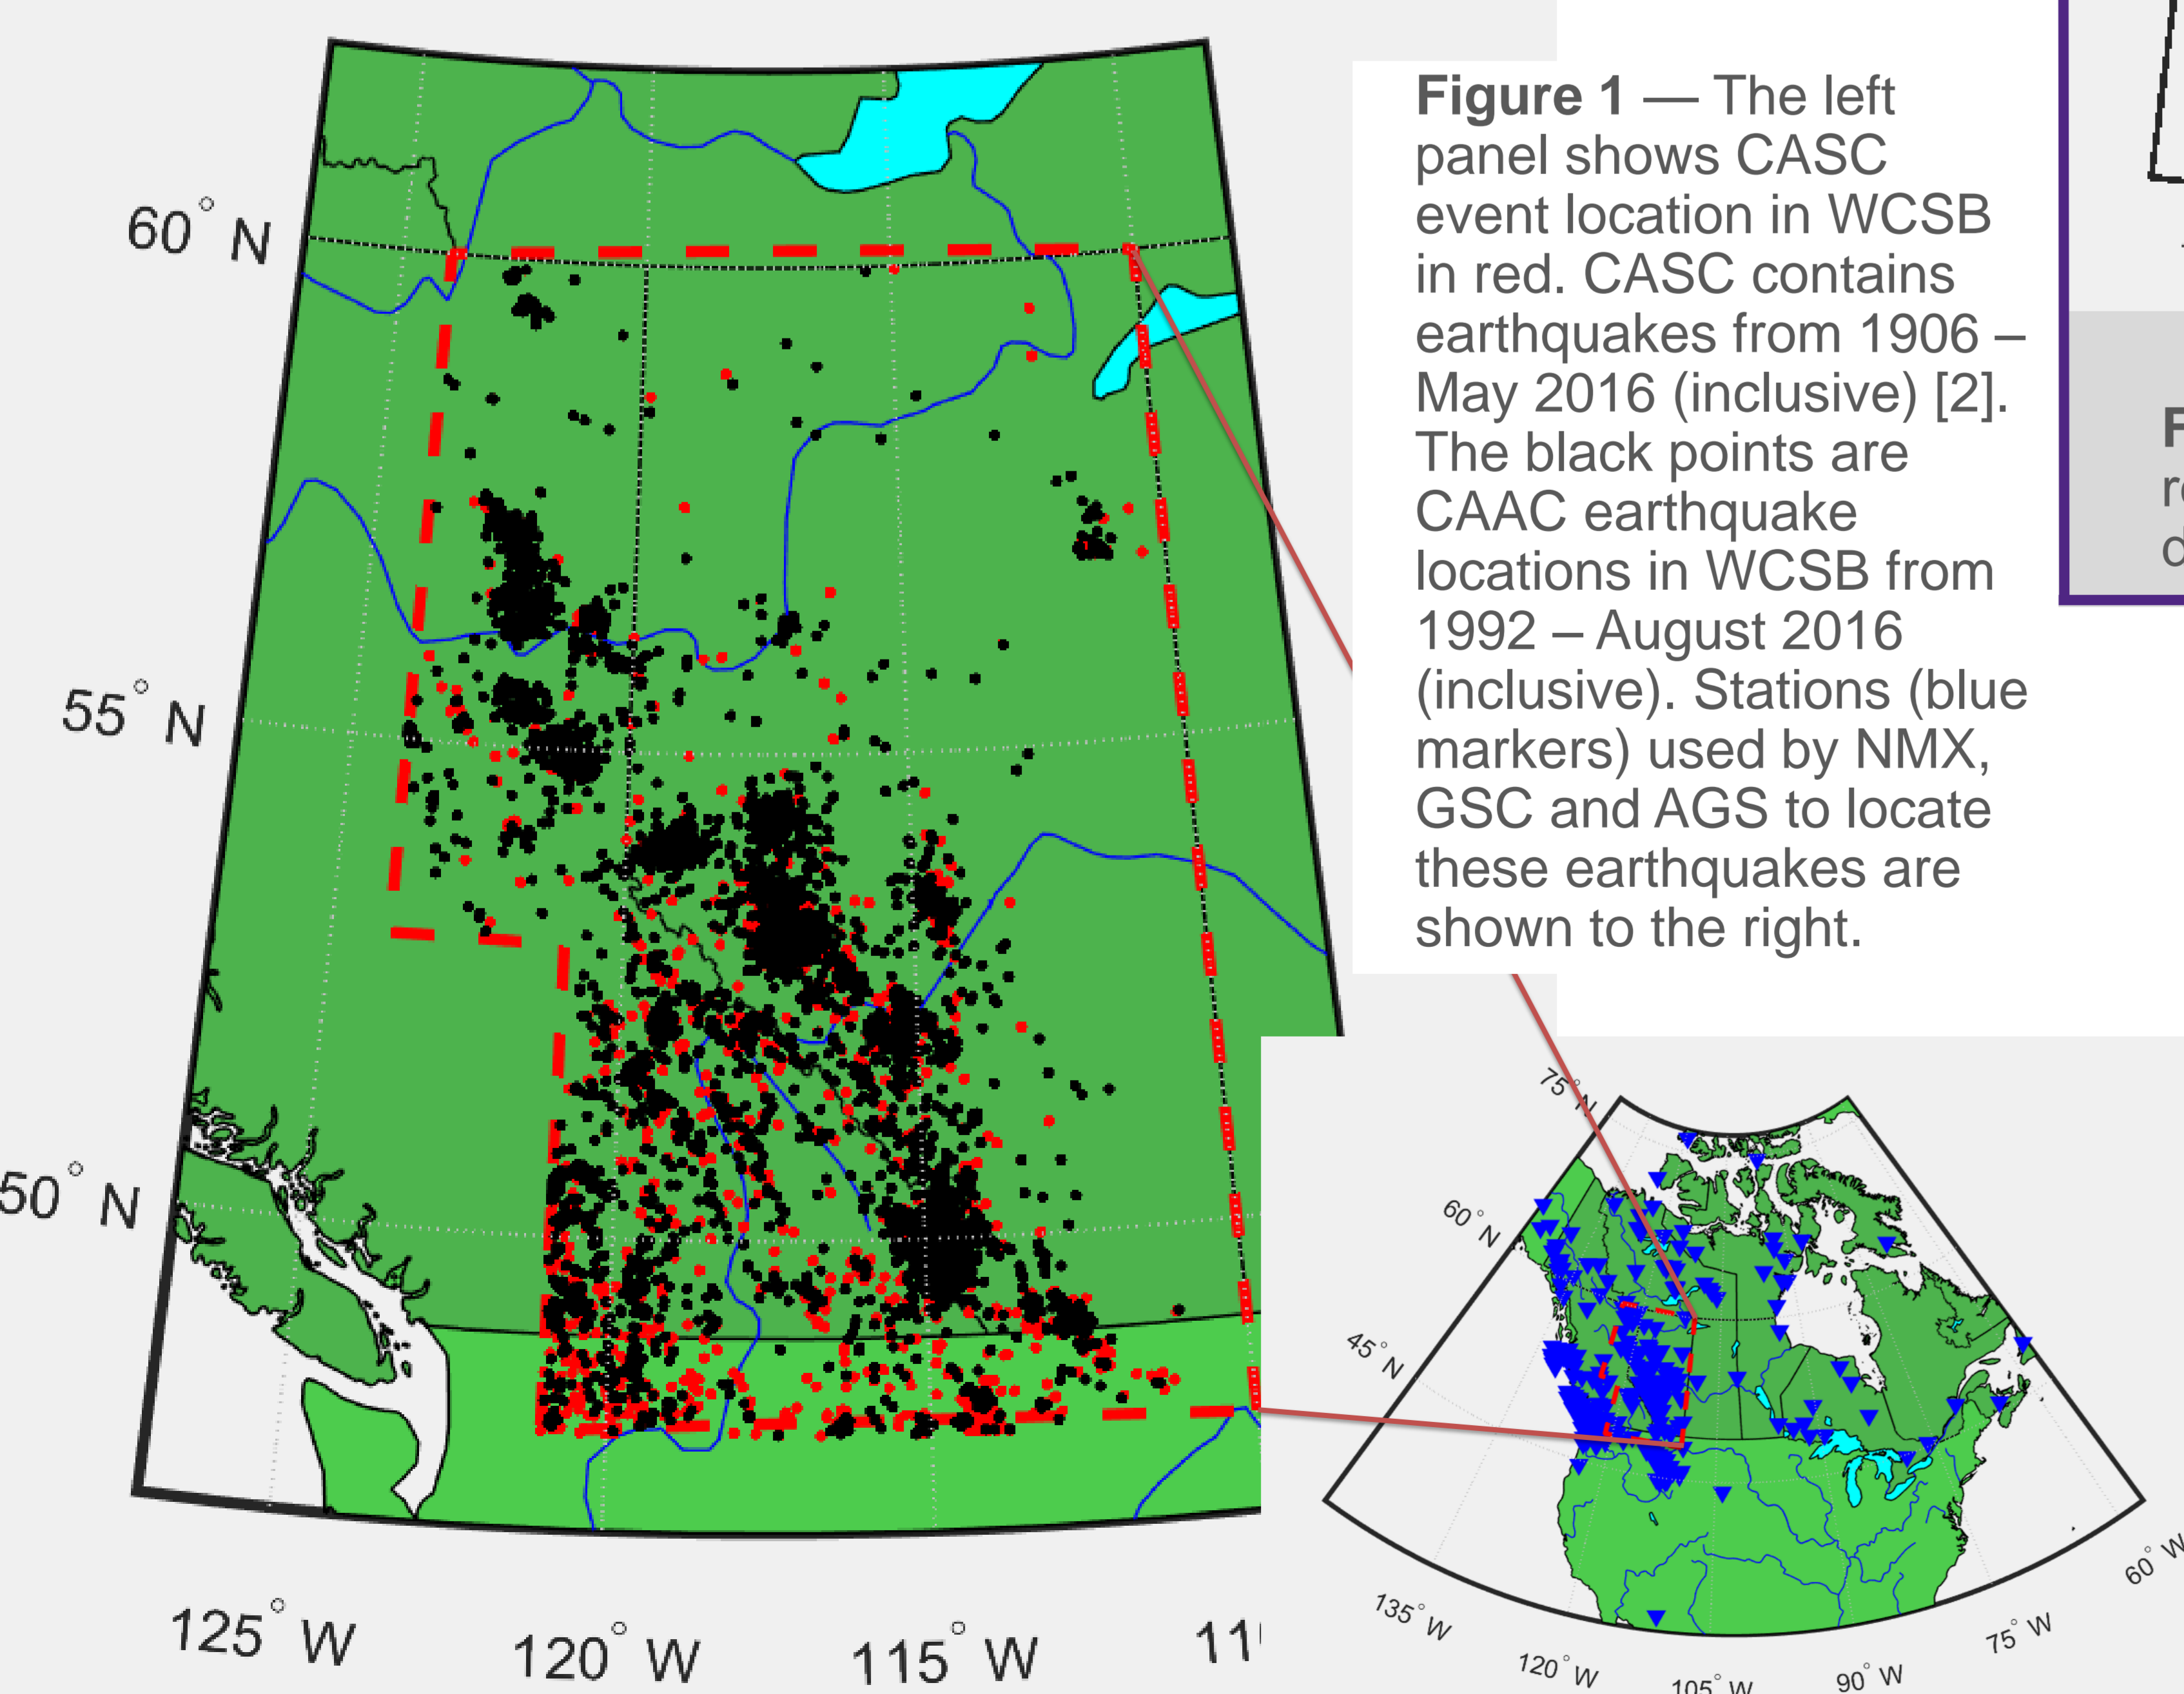 60° N
55° N
50° N
125° W
120° W
115° W
11
Figure 1 — The left
panel shows CASC
event location in WCSB
in red. CASC contains
earthquakes from 1906 –
May 2016 (inclusive) [2].
The black points are
CAAC earthquake
locations in WCSB from
1992 – August 2016
(inclusive). Stations (blue
markers) used by NMX,
GSC and AGS to locate
these earthquakes are
shown to the right.
75° N
60° N
45° N
135° W
120° W
105° W
90° W
75° W
60° W
F